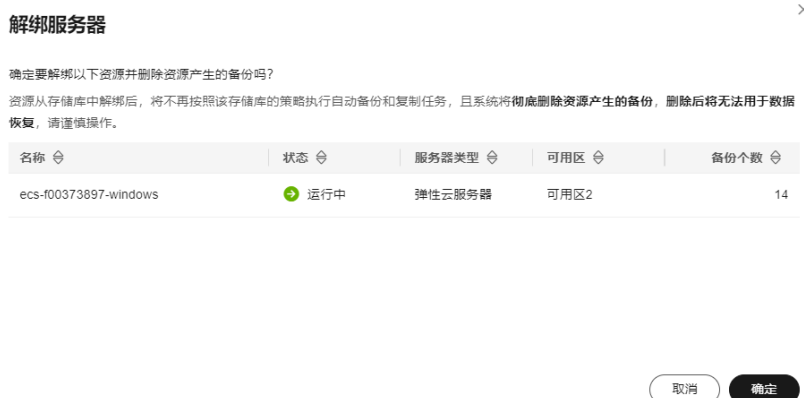 解绑服务器
确定要解绑以下资源并删除资源产生的备份吗?
资源从存储库中解绑后，将不再按照该存储库的策略执行自动备份和复制任务，且系统将彻底删除资源产生的备份，删除后将无法用于数据
恢复，请谨慎操作。
名称 状态 服务器类型 可用区 备份个数
ecs-f00373897-windows 运行中 弹性云服务器 可用区2 14
取消 确定